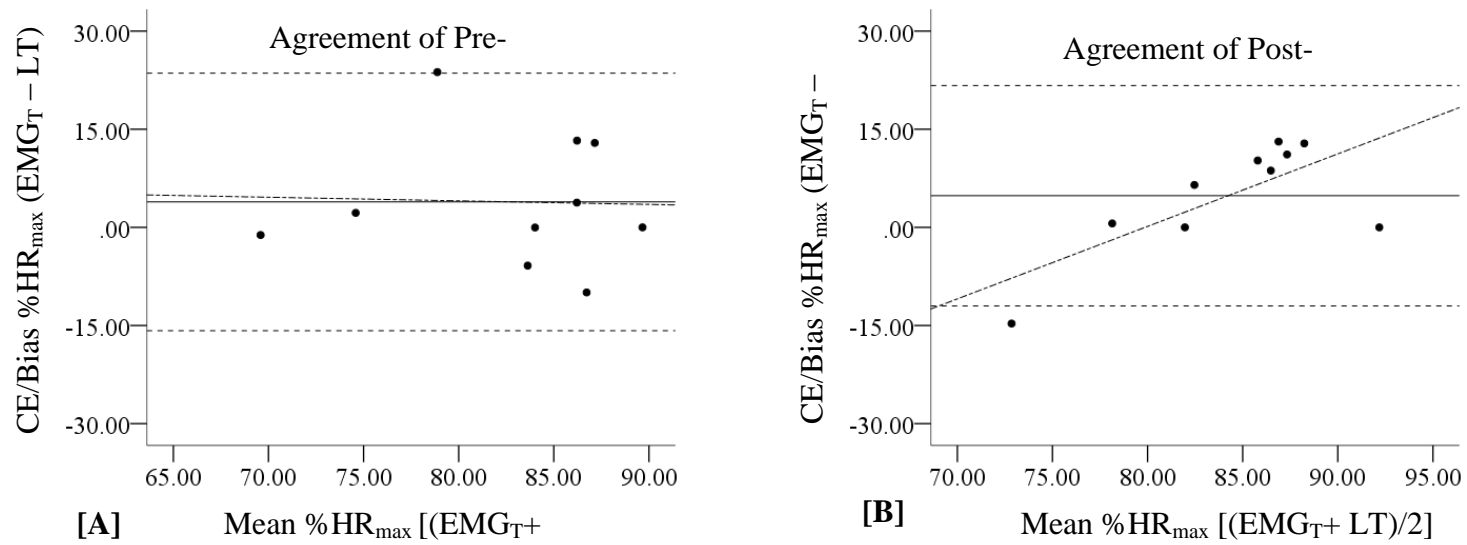 Agreement of Pre-
CE/Bias %HRmax (EMGT – LT)
30.00
15.00
.00
-15.00
-30.00
65.00 70.00 75.00 80.00 85.00 90.00
[A] Mean %HRmax [(EMGT+
Agreement of Post-
CE/Bias %HRmax (EMGT –
30.00
15.00
.00
-15.00
-30.00
70.00 75.00 80.00 85.00 90.00 95.00
[B] Mean %HRmax [(EMGT+ LT)/2]